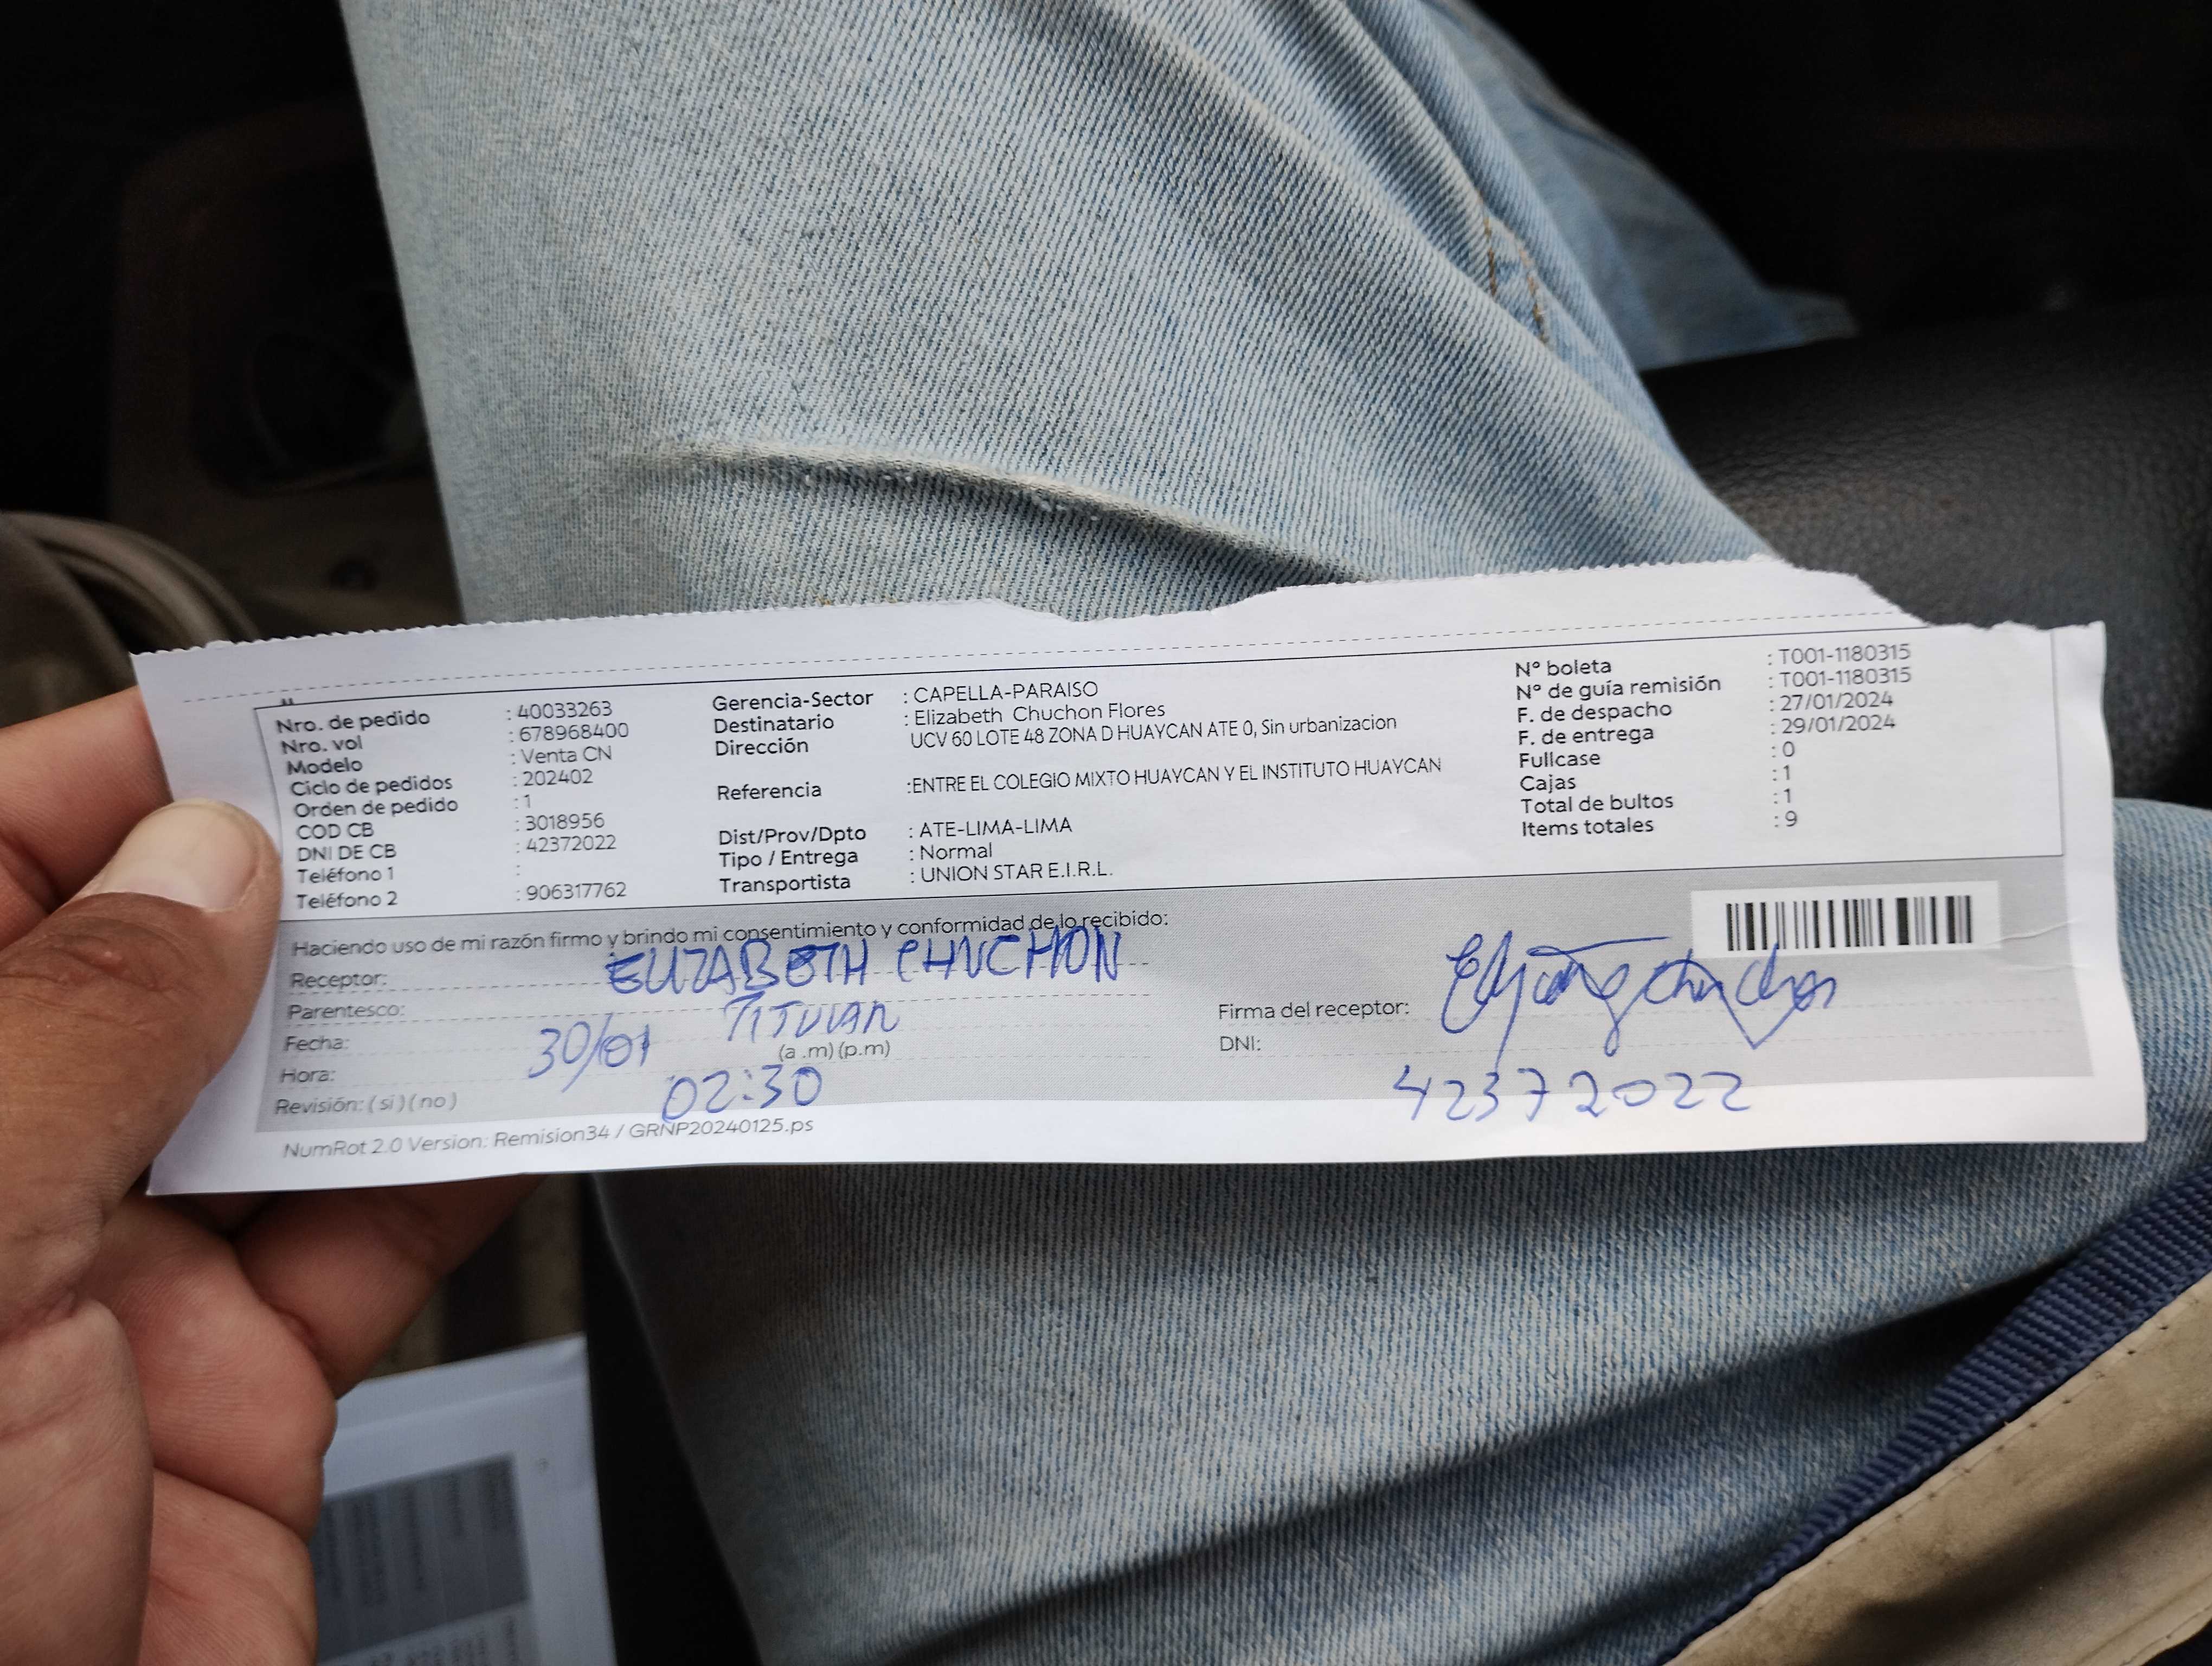 Nro. de pedido : 40033263
Nro. vol : 678968400
Modelo : Venta CN
Ciclo de pedidos : 202402
Orden de pedido : 1
COD CB : 3018956
DNI DE CB : 42372022
Teléfono 1 :
Teléfono 2 : 906317762
Gerencia-Sector : CAPELLA-PARAISO
Destinatario : Elizabeth Chuchon Flores
Dirección UCV 60 LOTE 48 ZONA D HUAYCAN ATE 0, Sin urbanizacion
Referencia :ENTRE EL COLEGIO MIXTO HUAYCAN Y EL INSTITUTO HUAYCAN
Dist/Prov/Dpto : ATE-LIMA-LIMA
Tipo / Entrega : Normal
Transportista : UNION STAR E.I.R.L.
N° boleta : T001-1180315
N° de guía remisión : T001-1180315
F. de despacho : 27/01/2024
F. de entrega : 29/01/2024
Fullcase : 0
Cajas : 1
Total de bultos : 1
Items totales : 9
Haciendo uso de mi razón firmo y brindo mi consentimiento y conformidad de lo recibido:
Receptor: ELIZABETH CHUCHON
Parentesco: TITULAR
Fecha: 30/01
Hora: 02:30 (a .m) (p.m)
Revisión: ( si ) ( no )
Firma del receptor:
DNI: 42372022
NumRot 2.0 Version: Remision34 / GRNP20240125.ps